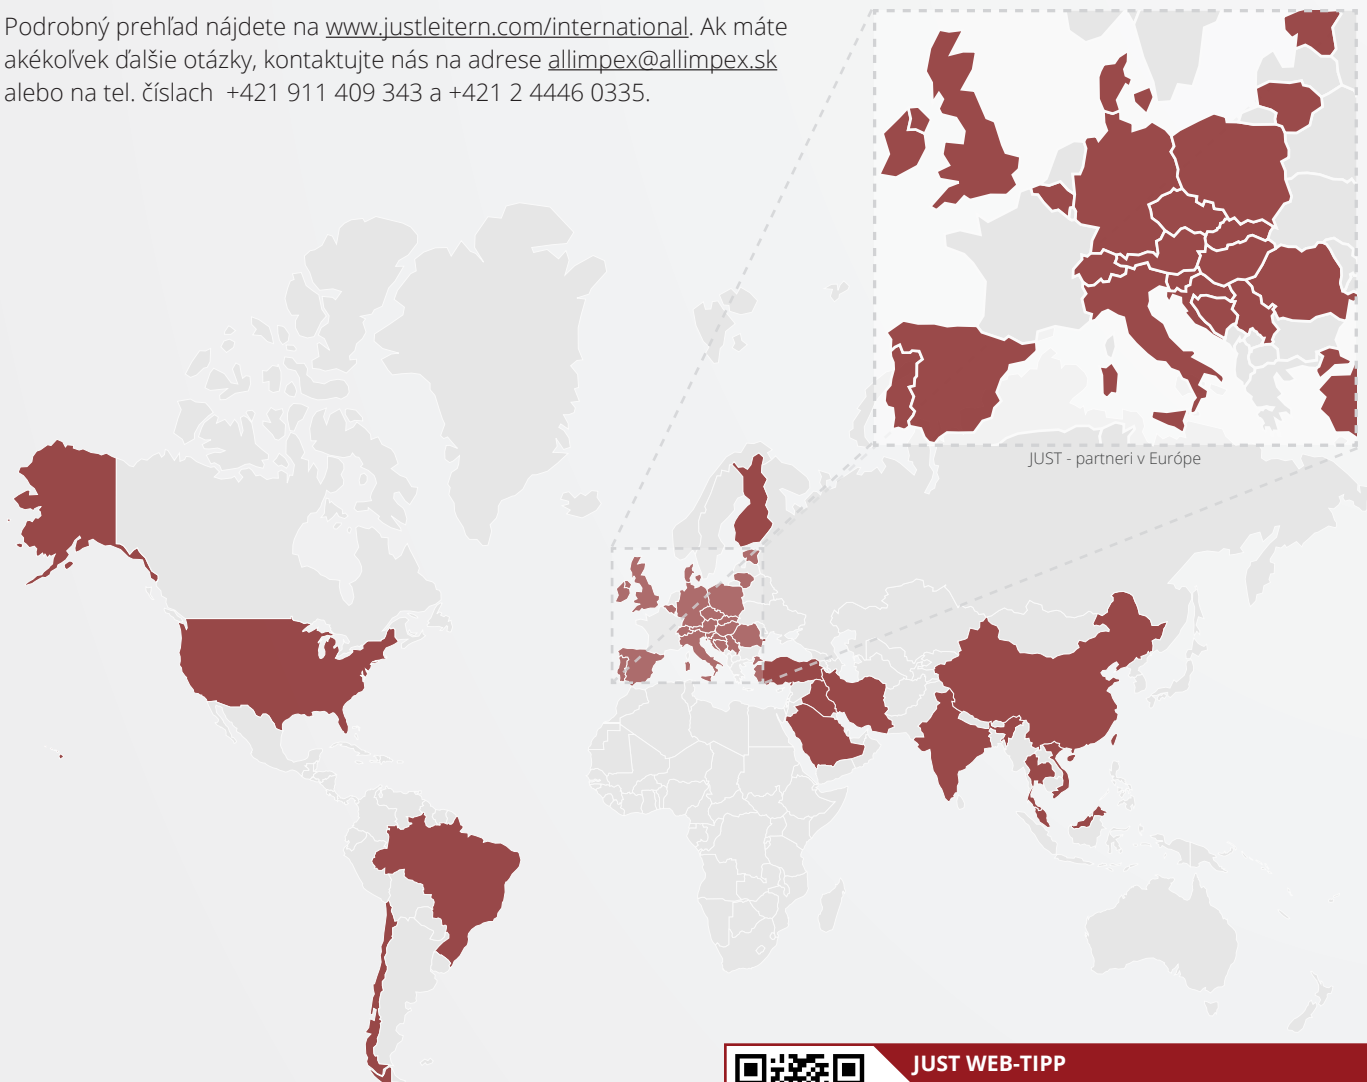 Podrobný prehľad nájdete na www.justleitern.com/international. Ak máte
akékoľvek ďalšie otázky, kontaktujte nás na adrese allimpex@allimpex.sk
alebo na tel. číslach +421 911 409 343 a +421 2 4446 0335.
JUST - partneri v Európe
JUST WEB-TIPP